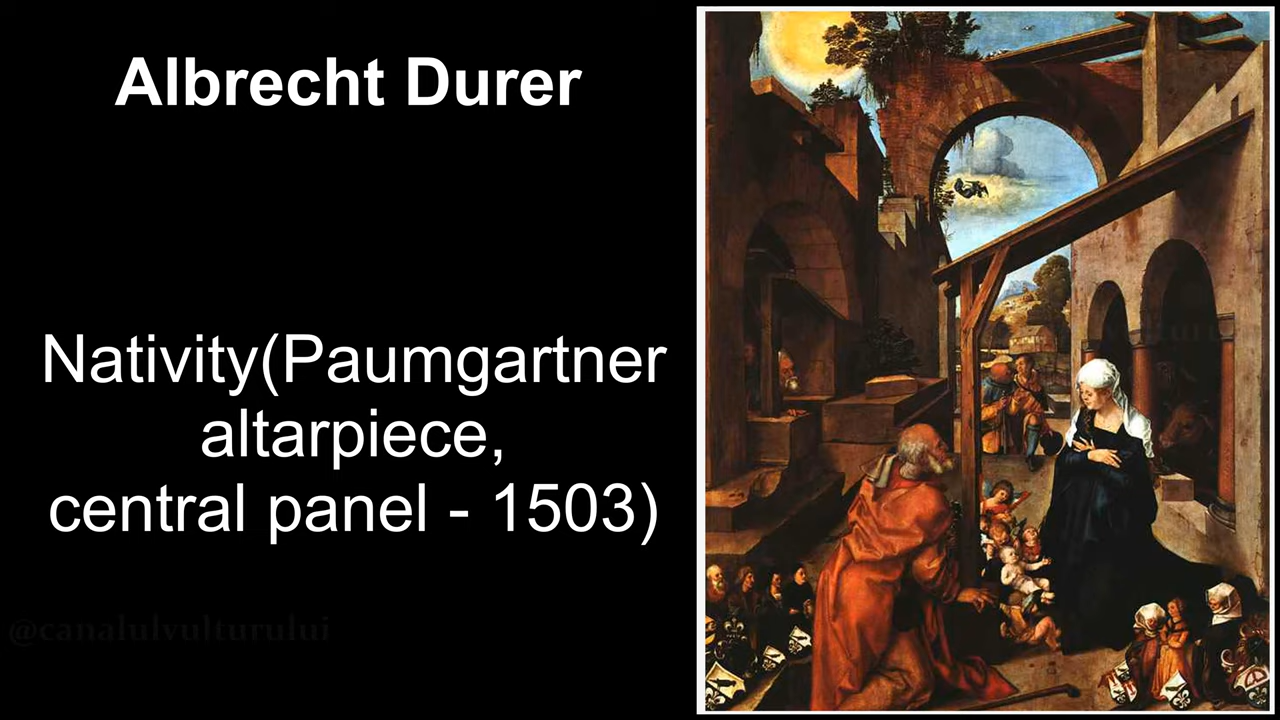 Albrecht Durer
Nativity(Paumgartner
altarpiece,
central panel - 1503)
@canalulvulturului